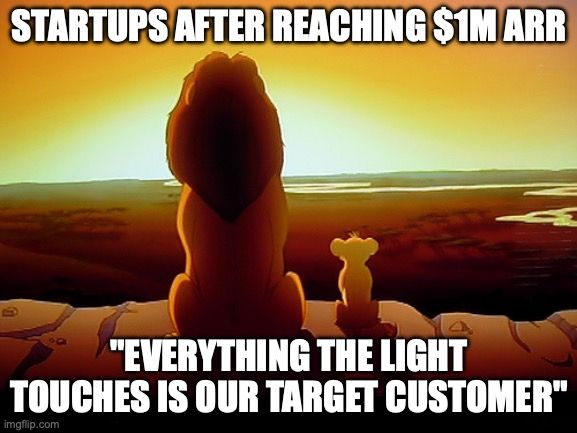 STARTUPS AFTER REACHING $1M ARR
"EVERYTHING THE LIGHT
TOUCHES IS OUR TARGET CUSTOMER"
imgflip.com